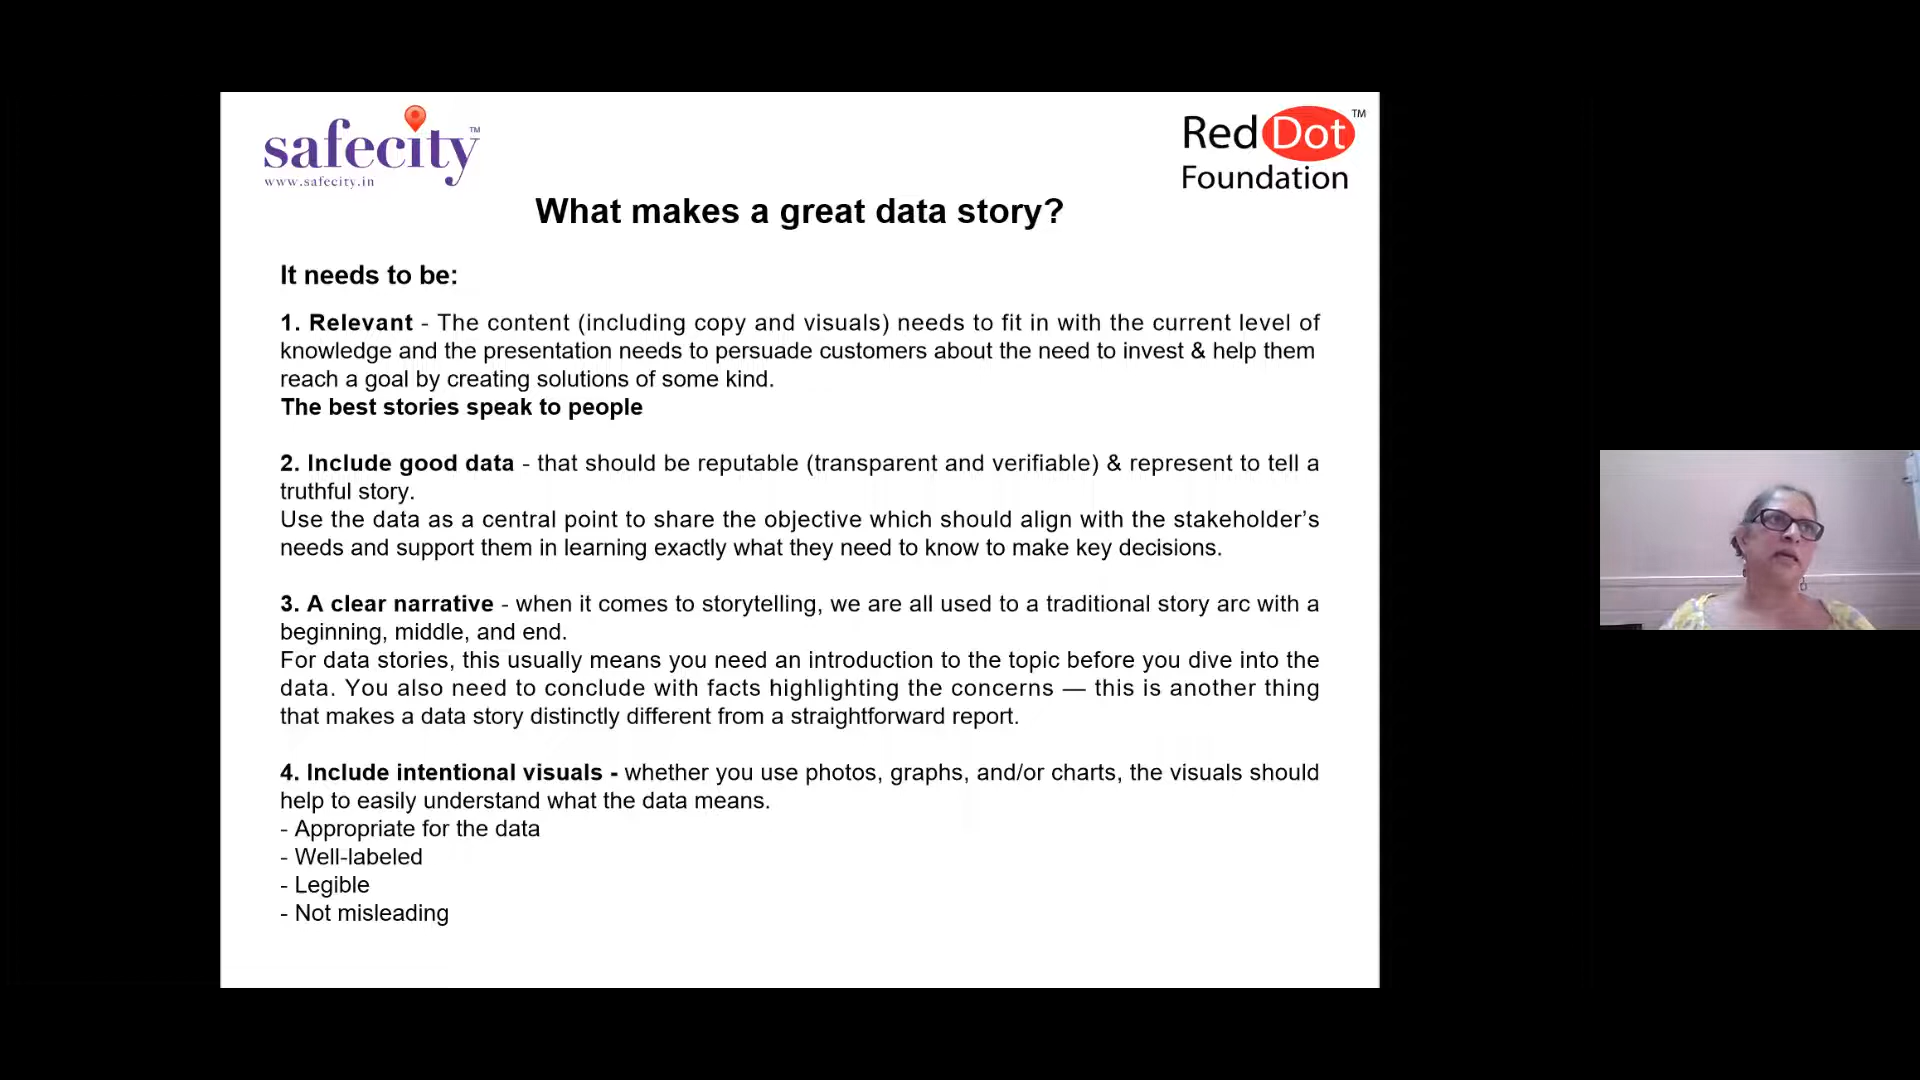 safecity™
www.safecity.in
Red Dot™
Foundation
What makes a great data story?
It needs to be:
1. Relevant - The content (including copy and visuals) needs to fit in with the current level of
knowledge and the presentation needs to persuade customers about the need to invest & help them
reach a goal by creating solutions of some kind.
The best stories speak to people
2. Include good data - that should be reputable (transparent and verifiable) & represent to tell a
truthful story.
Use the data as a central point to share the objective which should align with the stakeholder’s
needs and support them in learning exactly what they need to know to make key decisions.
3. A clear narrative - when it comes to storytelling, we are all used to a traditional story arc with a
beginning, middle, and end.
For data stories, this usually means you need an introduction to the topic before you dive into the
data. You also need to conclude with facts highlighting the concerns — this is another thing
that makes a data story distinctly different from a straightforward report.
4. Include intentional visuals - whether you use photos, graphs, and/or charts, the visuals should
help to easily understand what the data means.
- Appropriate for the data
- Well-labeled
- Legible
- Not misleading